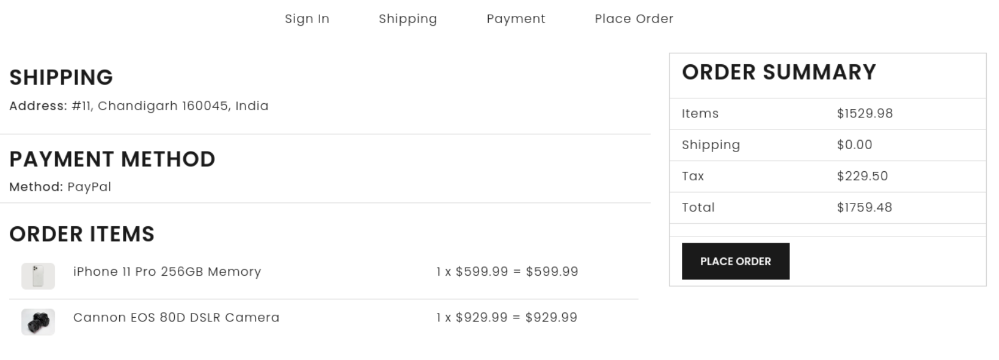 Sign In Shipping Payment Place Order
SHIPPING
Address: #11, Chandigarh 160045, India
PAYMENT METHOD
Method: PayPal
ORDER ITEMS
iPhone 11 Pro 256GB Memory 1 x $599.99 = $599.99
Cannon EOS 80D DSLR Camera 1 x $929.99 = $929.99
ORDER SUMMARY
Items $1529.98
Shipping $0.00
Tax $229.50
Total $1759.48
PLACE ORDER